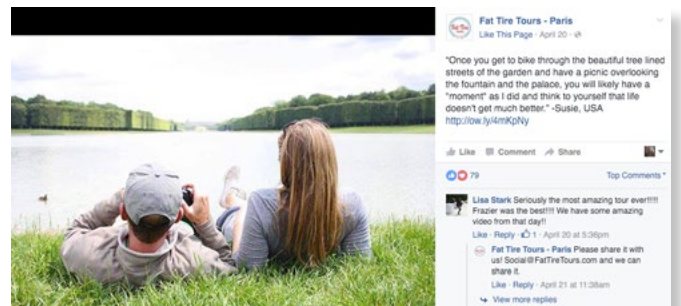 Fat Tire Tours - Paris
Like This Page · April 20 ·
"Once you get to bike through the beautiful tree lined
streets of the garden and have a picnic overlooking
the fountain and the palace, you will likely have a
"moment" as I did and think to yourself that life
doesn't get much better." -Susie, USA
http://ow.ly/4mKpNy
Like Comment Share
79 Top Comments
Lisa Stark Seriously the most amazing tour ever!!!!!
Frazier was the best!!!! We have some amazing
video from that day!!
Like · Reply · 1 · April 20 at 5:36pm
Fat Tire Tours - Paris Please share it with
us! Social@FatTireTours.com and we can
share it.
Like · Reply · April 21 at 11:38am
View more replies